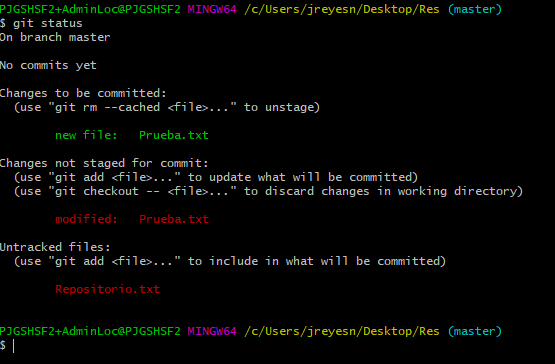 PJGSHSF2+AdminLoc@PJGSHSF2 MINGW64 /c/Users/jreyesn/Desktop/Res (master)
$ git status
On branch master
No commits yet
Changes to be committed:
(use "git rm --cached <file>..." to unstage)
new file: Prueba.txt
Changes not staged for commit:
(use "git add <file>..." to update what will be committed)
(use "git checkout -- <file>..." to discard changes in working directory)
modified: Prueba.txt
Untracked files:
(use "git add <file>..." to include in what will be committed)
Repositorio.txt
PJGSHSF2+AdminLoc@PJGSHSF2 MINGW64 /c/Users/jreyesn/Desktop/Res (master)
$